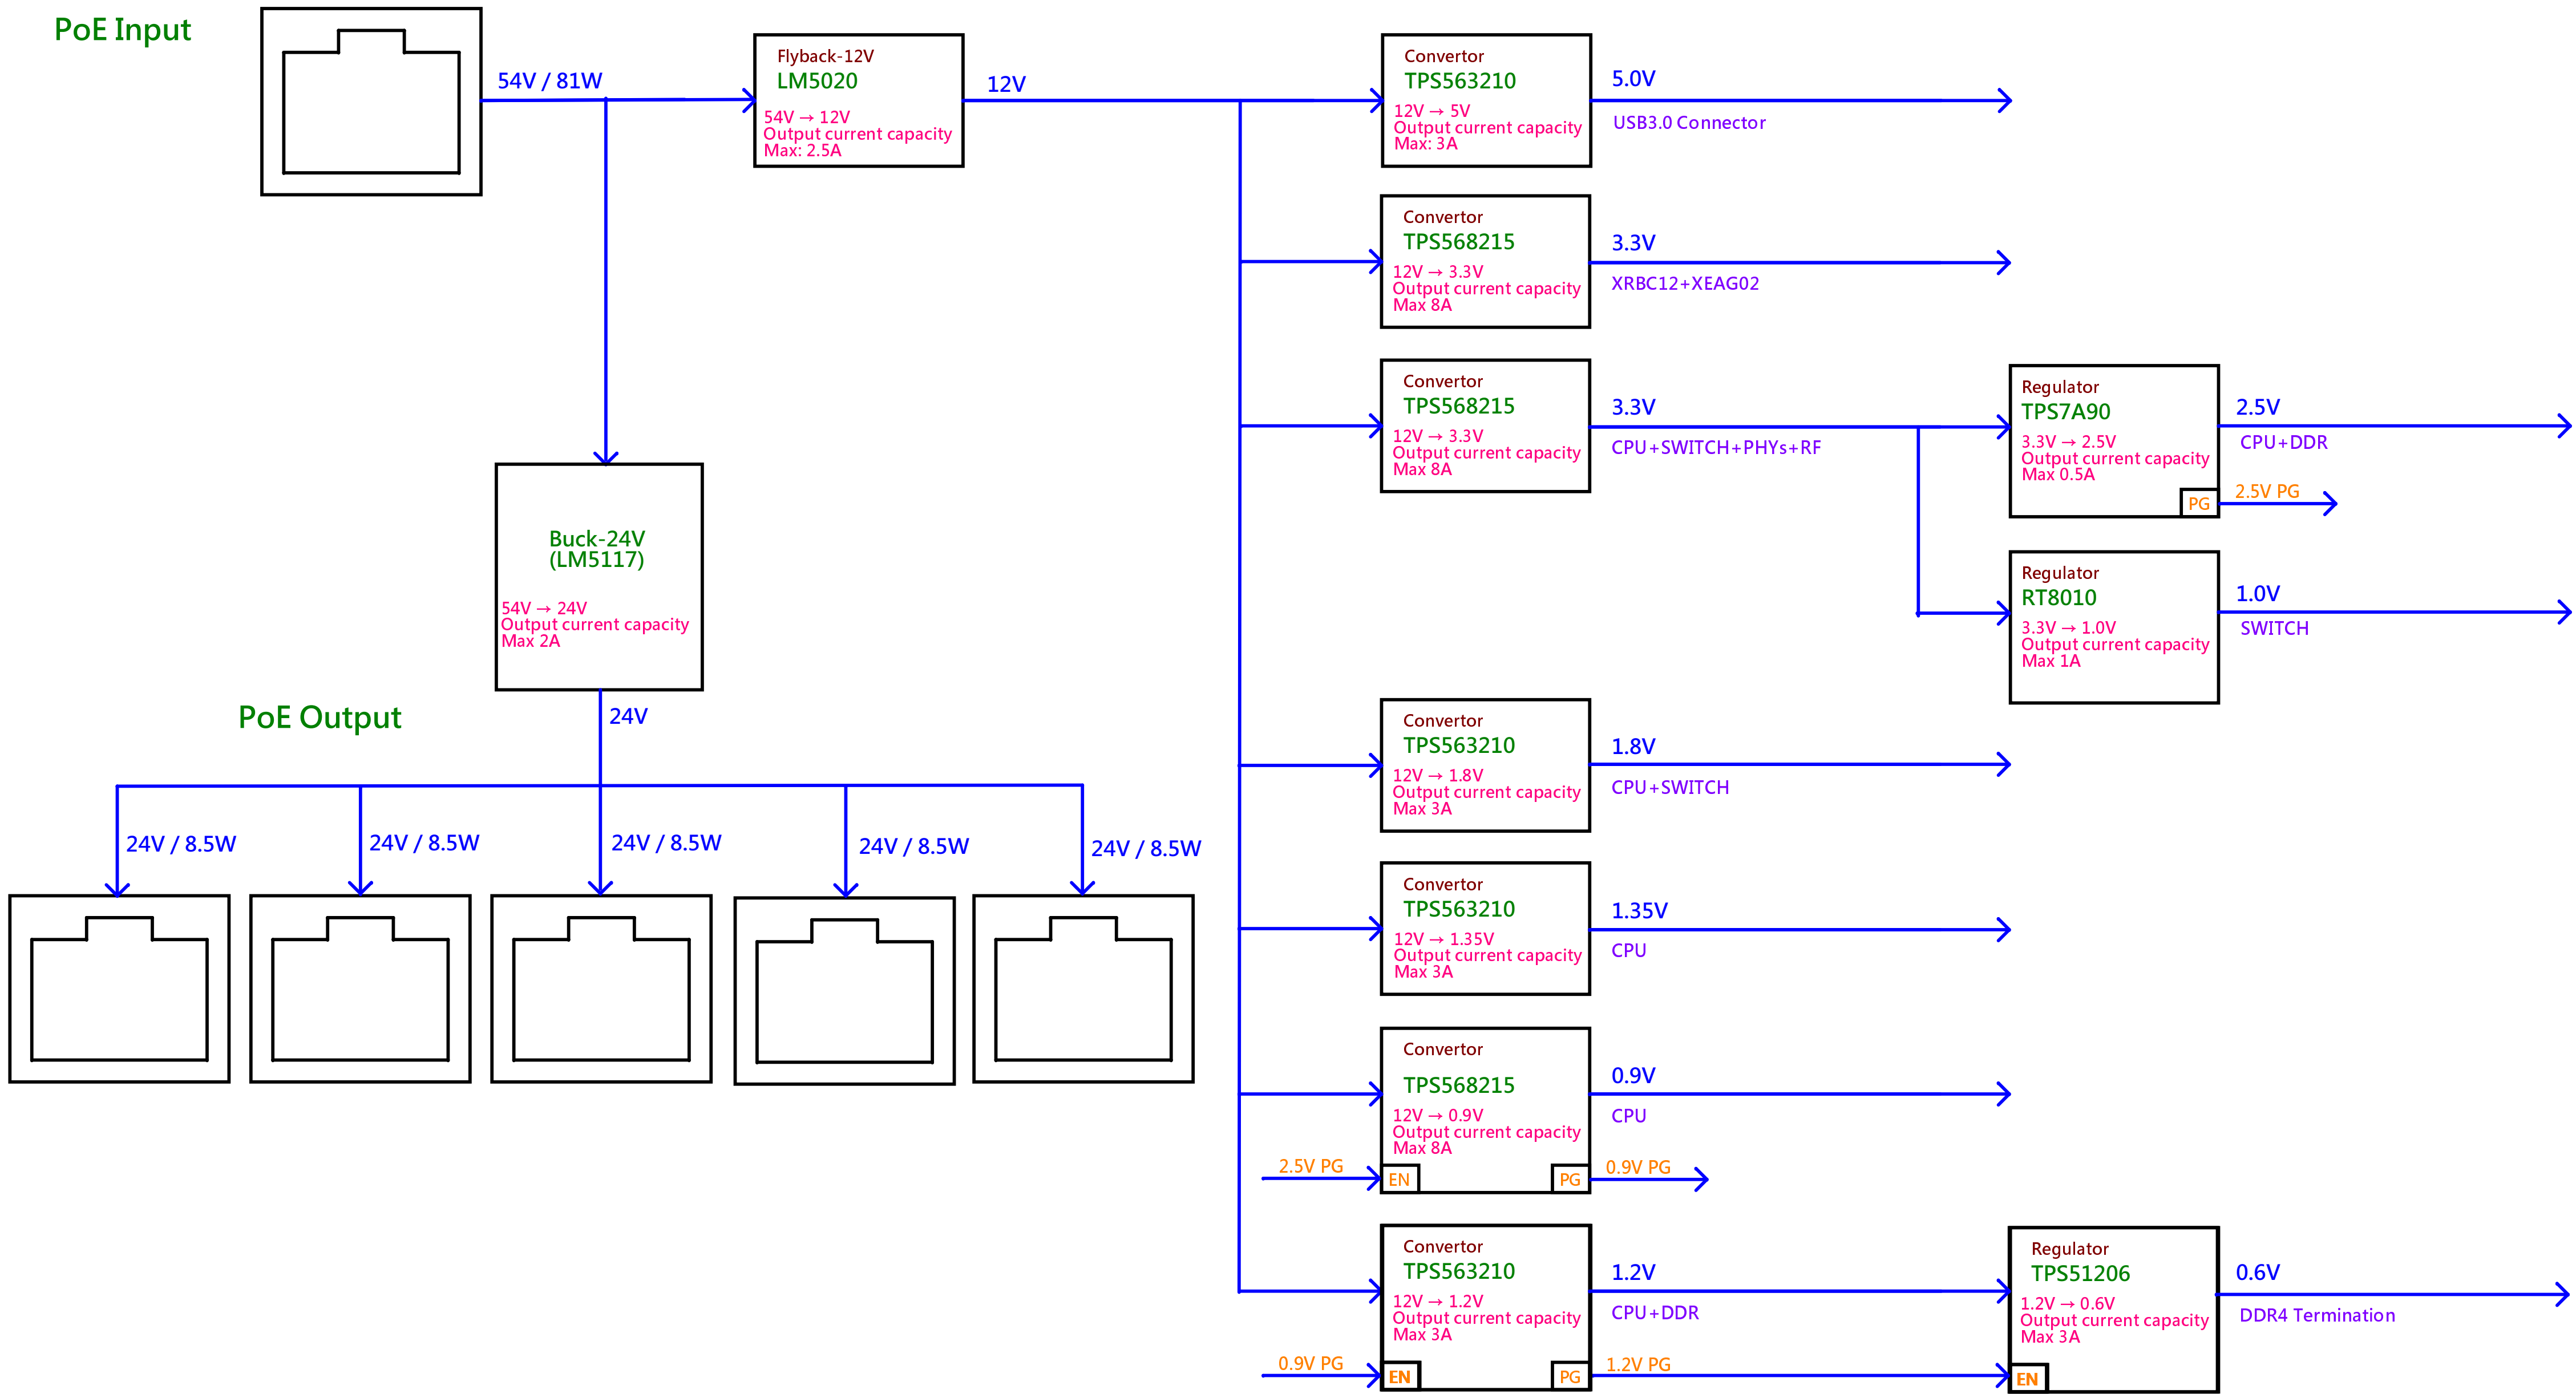 PoE Input
54V / 81W
Flyback-12V
LM5020
54V → 12V
Output current capacity
Max: 2.5A
12V
Convertor
TPS563210
12V → 5V
Output current capacity
Max: 3A
5.0V
USB3.0 Connector
Convertor
TPS568215
12V → 3.3V
Output current capacity
Max 8A
3.3V
XRBC12+XEAG02
Convertor
TPS568215
12V → 3.3V
Output current capacity
Max 8A
3.3V
CPU+SWITCH+PHYs+RF
Regulator
TPS7A90
3.3V → 2.5V
Output current capacity
Max 0.5A
PG
2.5V
CPU+DDR
2.5V PG
Regulator
RT8010
3.3V → 1.0V
Output current capacity
Max 1A
1.0V
SWITCH
Buck-24V
(LM5117)
54V → 24V
Output current capacity
Max 2A
24V
PoE Output
24V / 8.5W
24V / 8.5W
24V / 8.5W
24V / 8.5W
24V / 8.5W
Convertor
TPS563210
12V → 1.8V
Output current capacity
Max 3A
1.8V
CPU+SWITCH
Convertor
TPS563210
12V → 1.35V
Output current capacity
Max 3A
1.35V
CPU
Convertor
TPS568215
12V → 0.9V
Output current capacity
Max 8A
0.9V
CPU
2.5V PG
EN
PG
0.9V PG
Convertor
TPS563210
12V → 1.2V
Output current capacity
Max 3A
1.2V
CPU+DDR
0.9V PG
EN
PG
1.2V PG
Regulator
TPS51206
1.2V → 0.6V
Output current capacity
Max 3A
EN
0.6V
DDR4 Termination